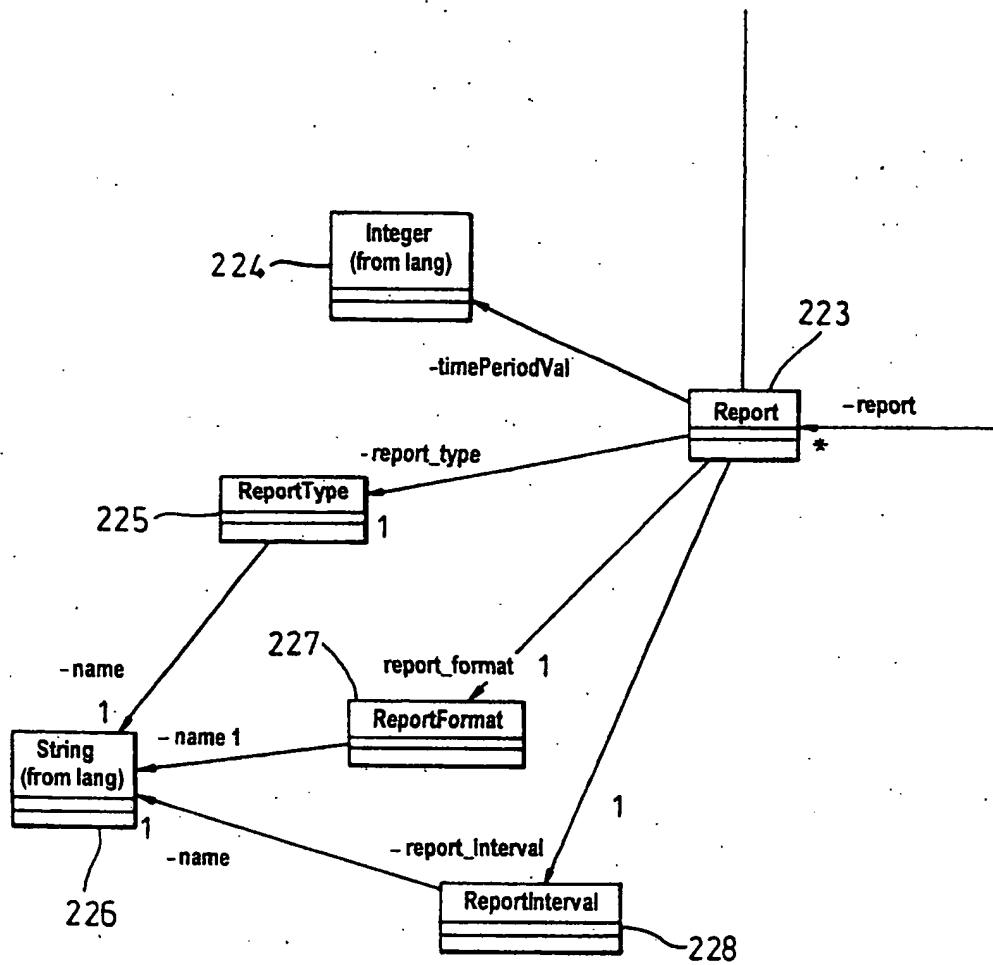 Integer
(from lang)
224
223
-timePeriodVal
Report
-report
*
-report_type
ReportType
225
1
227
report_format
1
-name
ReportFormat
1
-name 1
String
(from lang)
1
1
-report_interval
-name
ReportInterval
226
228